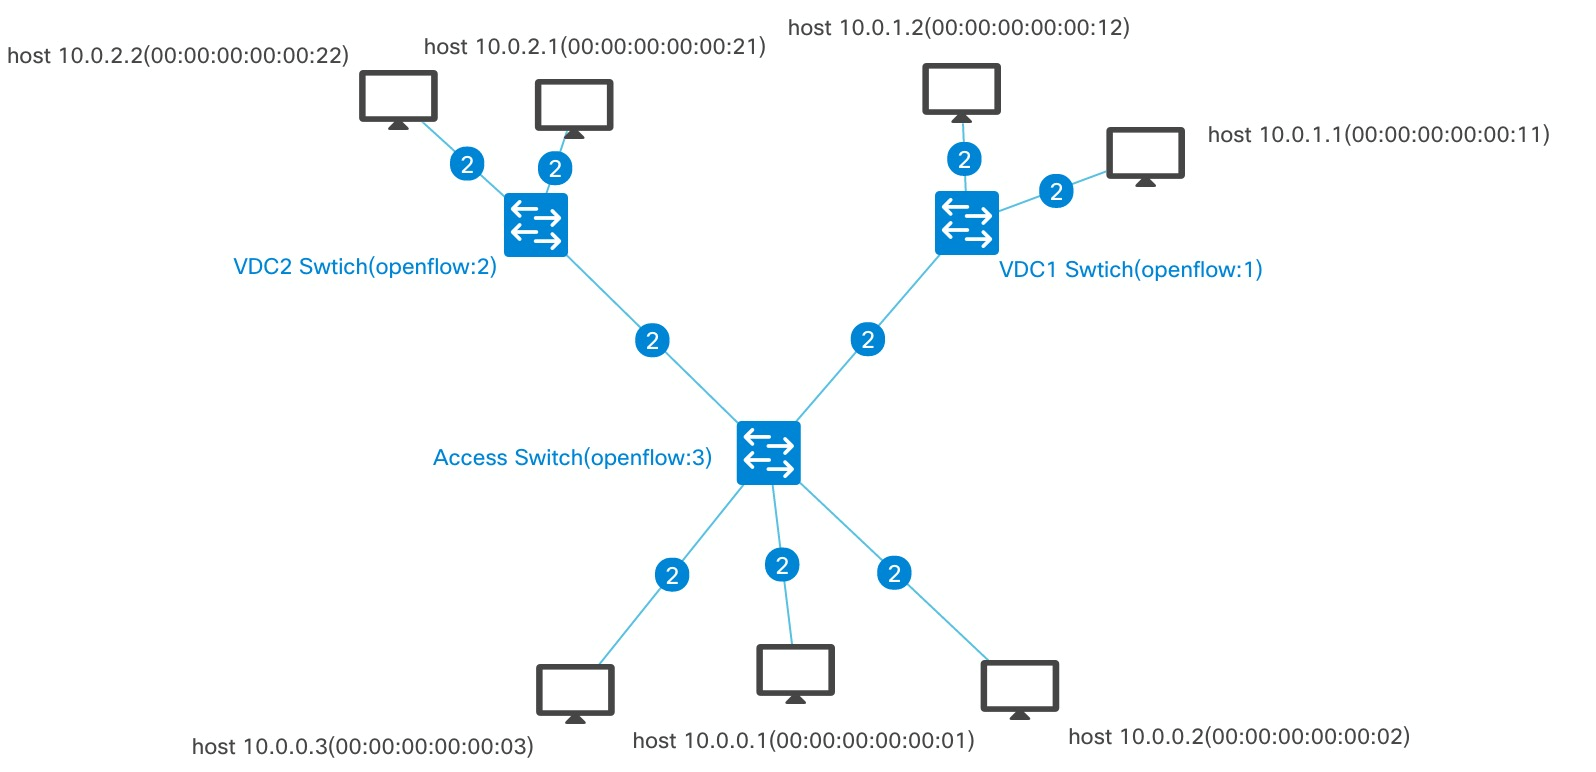 host 10.0.1.2(00:00:00:00:00:12)
host 10.0.2.1(00:00:00:00:00:21)
host 10.0.2.2(00:00:00:00:00:22)
host 10.0.1.1(00:00:00:00:00:11)
2
2
2
2
VDC2 Swtich(openflow:2)
VDC1 Swtich(openflow:1)
2
2
Access Switch(openflow:3)
2
2
2
host 10.0.0.3(00:00:00:00:00:03)
host 10.0.0.1(00:00:00:00:00:01)
host 10.0.0.2(00:00:00:00:00:02)